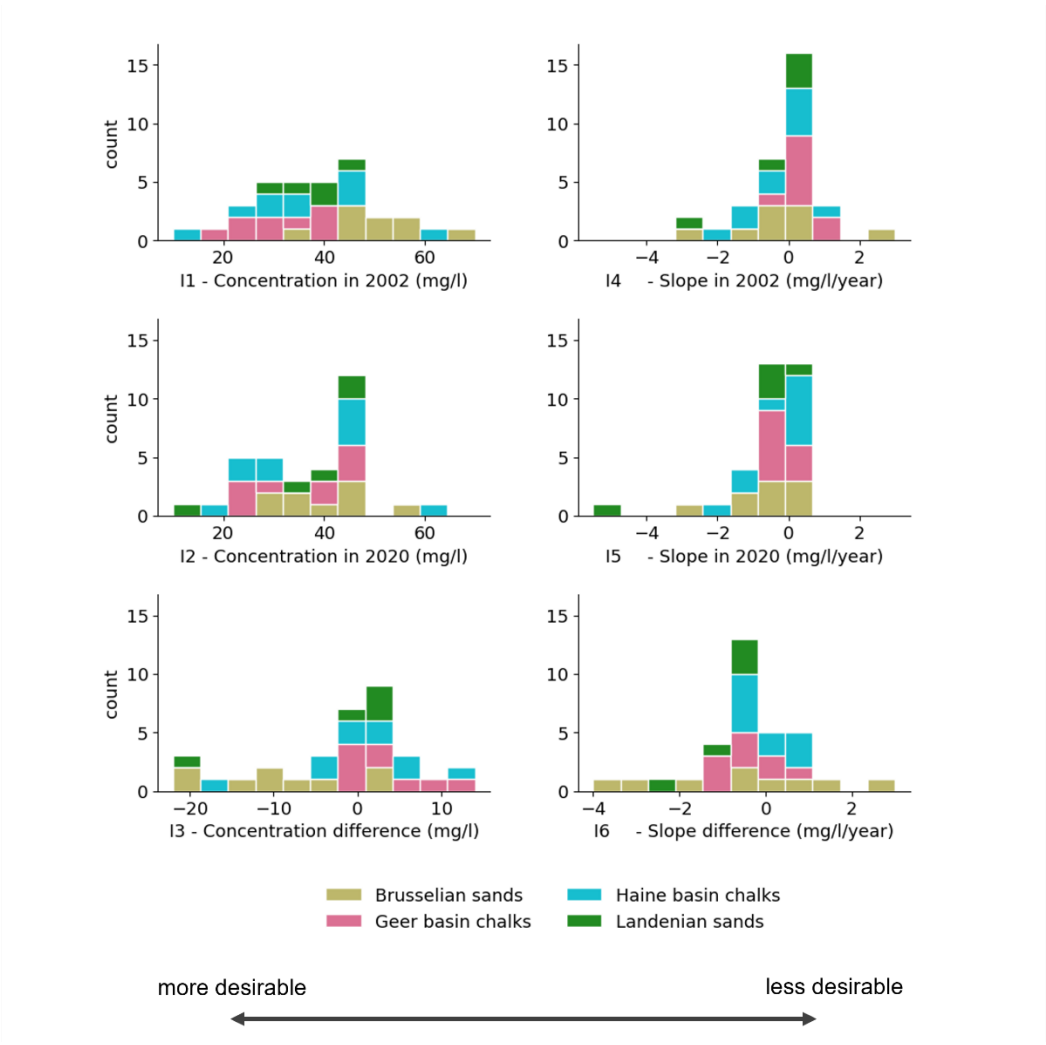 15
10
5
0
count
20 40 60
I1 - Concentration in 2002 (mg/l)
15
10
5
0
−4 −2 0 2
I4 - Slope in 2002 (mg/l/year)
15
10
5
0
count
20 40 60
I2 - Concentration in 2020 (mg/l)
15
10
5
0
−4 −2 0 2
I5 - Slope in 2020 (mg/l/year)
15
10
5
0
count
−20 −10 0 10
I3 - Concentration difference (mg/l)
15
10
5
0
−4 −2 0 2
I6 - Slope difference (mg/l/year)
Brusselian sands
Geer basin chalks
Haine basin chalks
Landenian sands
more desirable
less desirable